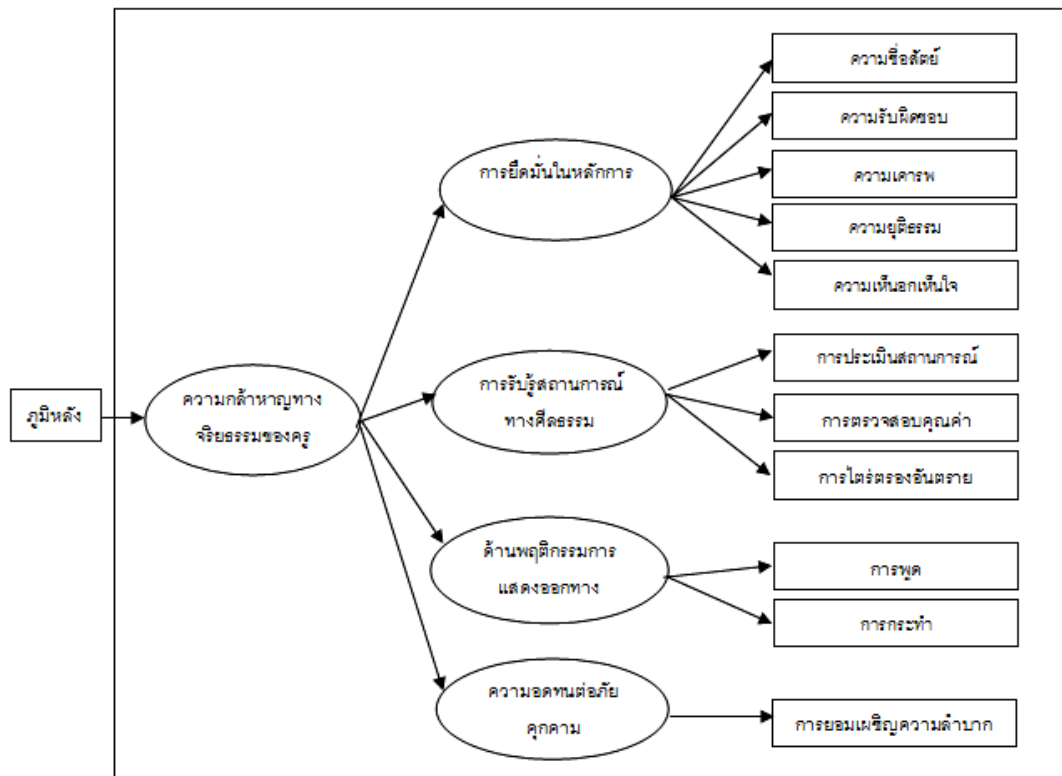 ความซื่อสัตย์
ความรับผิดชอบ
การยึดมั่นในหลักการ
ความเคารพ
ความยุติธรรม
ความเห็นอกเห็นใจ
การประเมินสถานการณ์
ภูมิหลัง
ความกล้าหาญทาง
จริยธรรมของครู
การรับรู้สถานการณ์
ทางศีลธรรม
การตรวจสอบคุณค่า
การไตร่ตรองอันตราย
ด้านพฤติกรรมการ
แสดงออกทาง
การพูด
การกระทำ
ความอดทนต่อภัย
คุกคาม
การยอมเผชิญความลำบาก